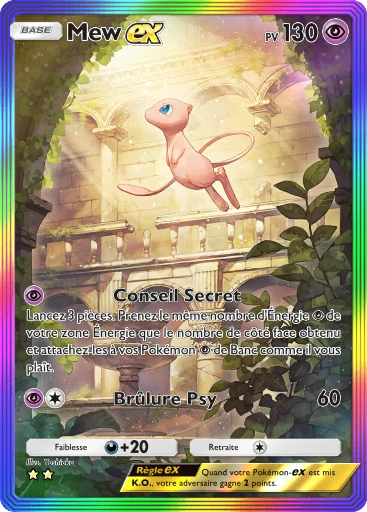 BASE Mew ex PV 130
Conseil Secret
Lancez 3 pièces. Prenez le même nombre d'Énergie de
votre zone Énergie que le nombre de côté face obtenu
et attachez-les à vos Pokémon de Banc comme il vous
plaît.
Brûlure Psy 60
Faiblesse +20 Retraite
Illus. Yoshioka
Règle ex Quand votre Pokémon-ex est mis
K.O., votre adversaire gagne 2 points.